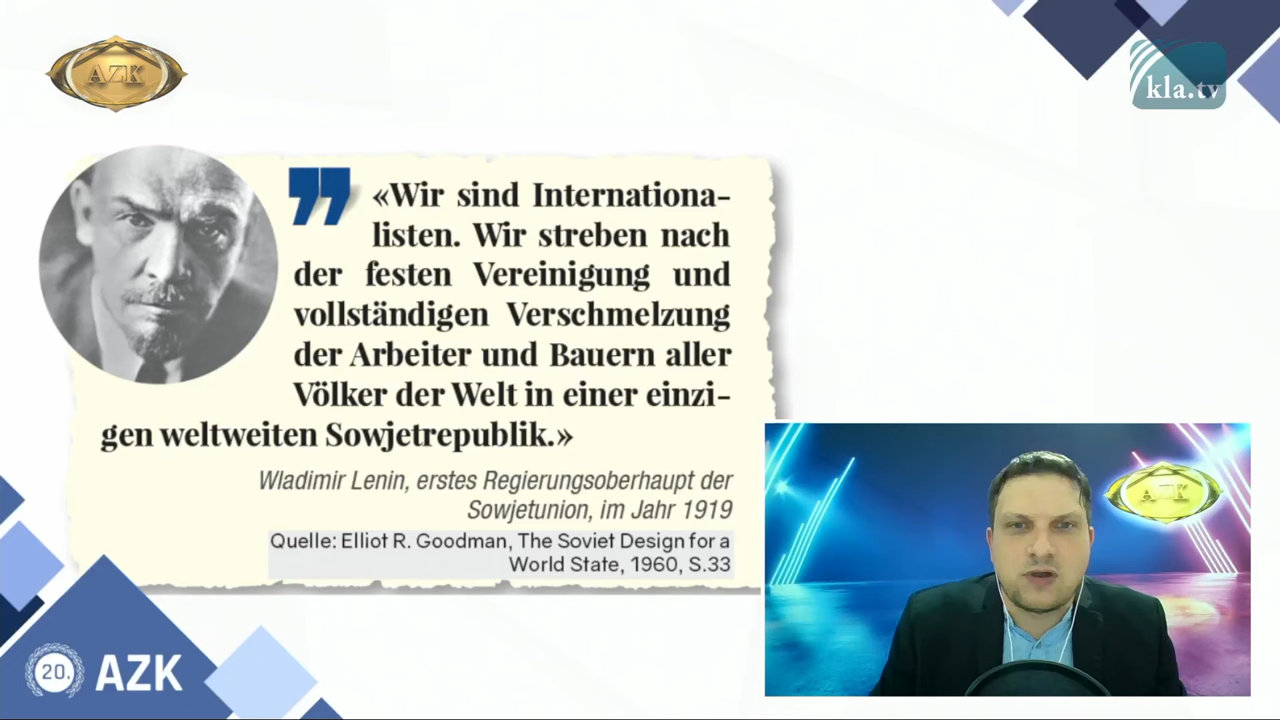 AZK
kla.tv
«Wir sind Internationa-
listen. Wir streben nach
der festen Vereinigung und
vollständigen Verschmelzung
der Arbeiter und Bauern aller
Völker der Welt in einer einzi-
gen weltweiten Sowjetrepublik.»
Wladimir Lenin, erstes Regierungsoberhaupt der
Sowjetunion, im Jahr 1919
Quelle: Elliot R. Goodman, The Soviet Design for a
World State, 1960, S.33
AZK
20. AZK